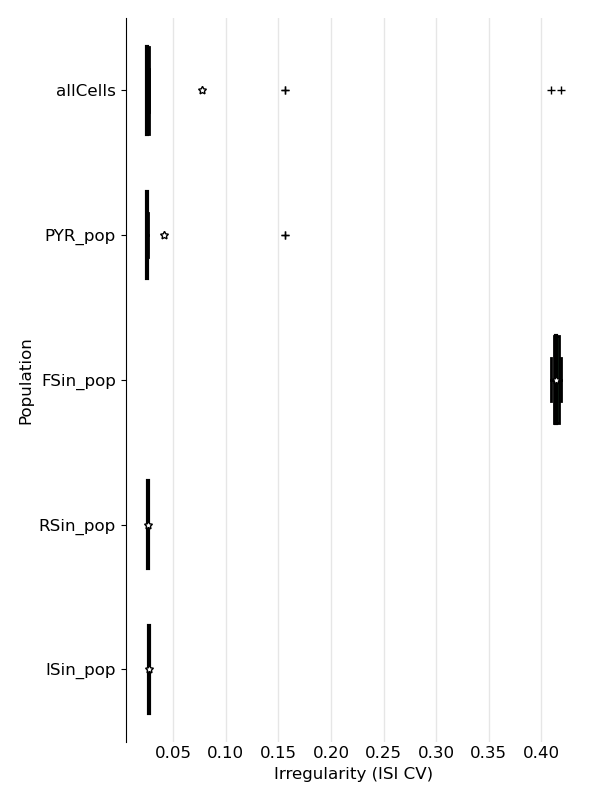 allCells
PYR_pop
FSin_pop
RSin_pop
ISin_pop
Population
0.05 0.10 0.15 0.20 0.25 0.30 0.35 0.40
Irregularity (ISI CV)